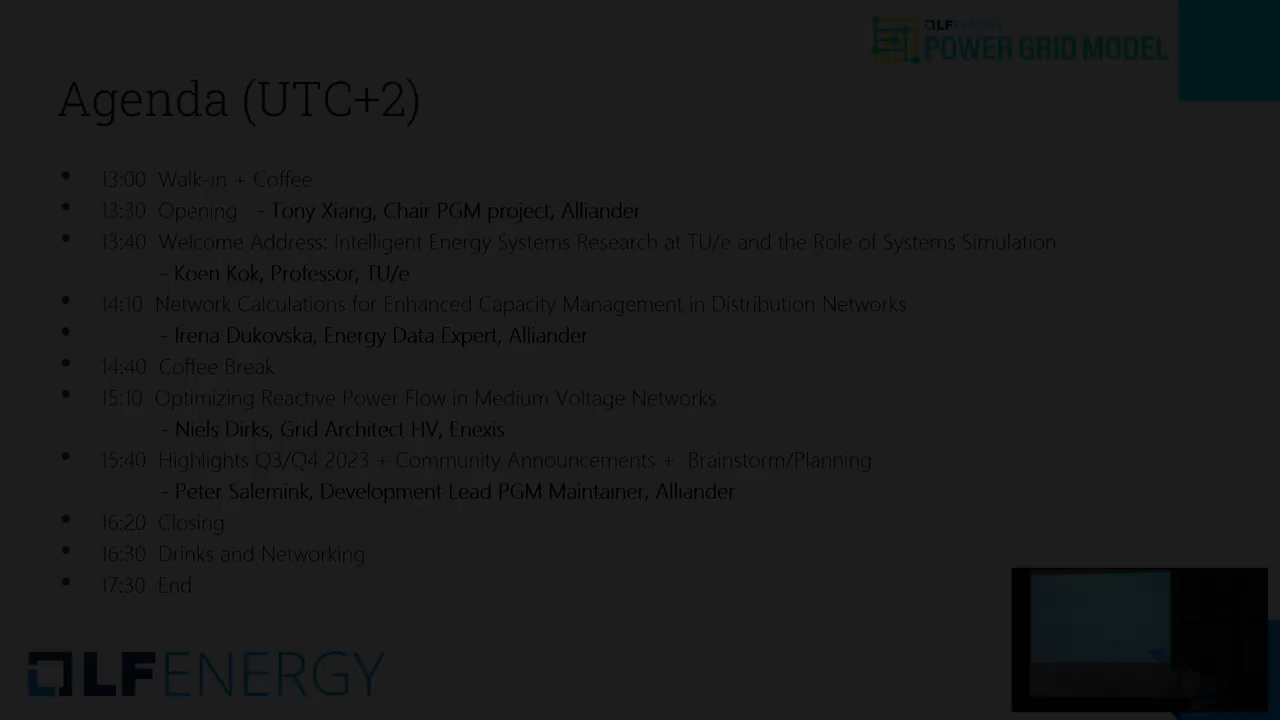 LF ENERGY
POWER GRID MODEL
Agenda (UTC+2)
• 13:00 Walk-in + Coffee
• 13:30 Opening - Tony Xiang, Chair PGM project, Alliander
• 13:40 Welcome Address: Intelligent Energy Systems Research at TU/e and the Role of Systems Simulation
- Koen Kok, Professor, TU/e
• 14:10 Network Calculations for Enhanced Capacity Management in Distribution Networks
• - Irena Dukovska, Energy Data Expert, Alliander
• 14:40 Coffee Break
• 15:10 Optimizing Reactive Power Flow in Medium Voltage Networks
- Niels Dirks, Grid Architect HV, Enexis
• 15:40 Highlights Q3/Q4 2023 + Community Announcements + Brainstorm/Planning
- Peter Salemink, Development Lead PGM Maintainer, Alliander
• 16:20 Closing
• 16:30 Drinks and Networking
• 17:30 End
LF ENERGY